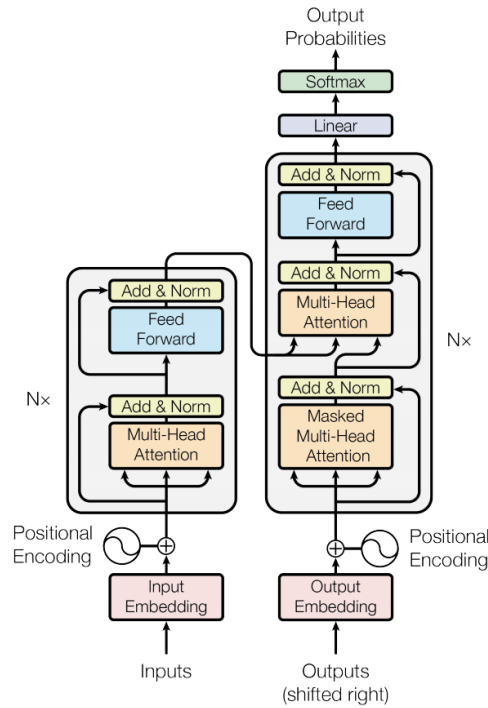 Output
Probabilities
Softmax
Linear
Add & Norm
Feed
Forward
Add & Norm
Multi-Head
Attention
Add & Norm
Masked
Multi-Head
Attention
N×
Add & Norm
Feed
Forward
Add & Norm
Multi-Head
Attention
N×
Positional
Encoding
Positional
Encoding
Input
Embedding
Output
Embedding
Inputs
Outputs
(shifted right)